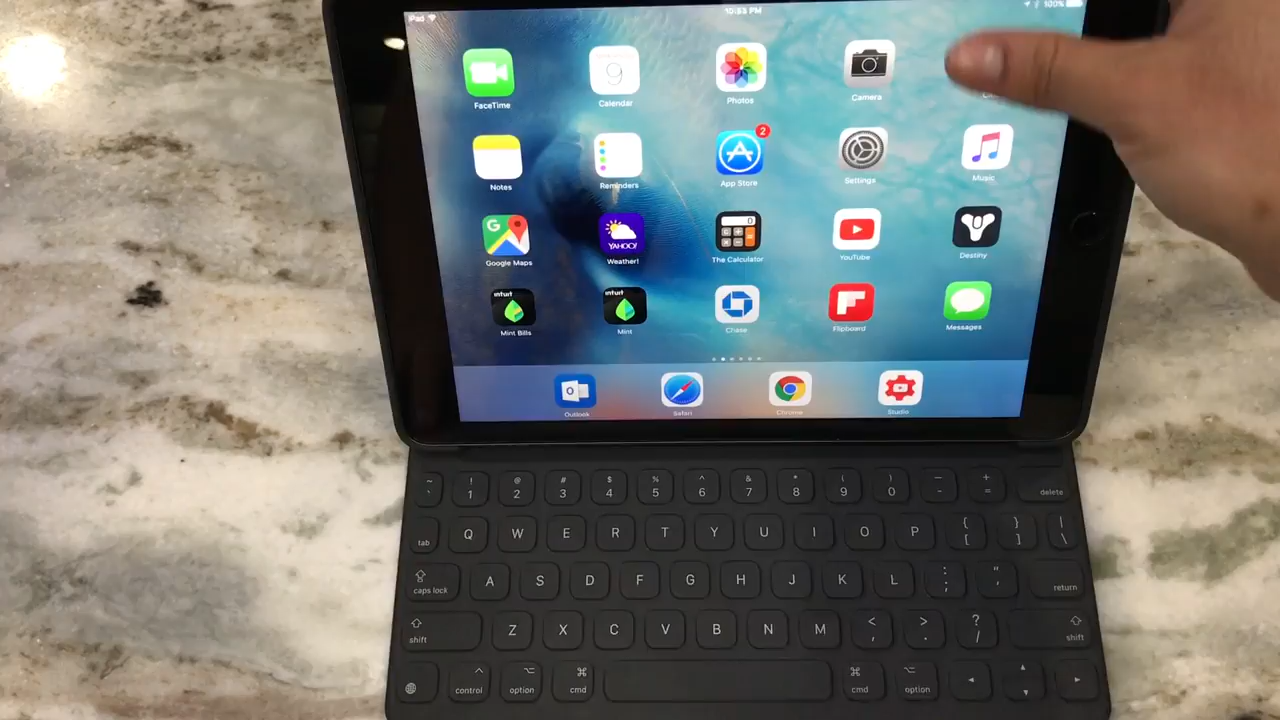 iPad 10:53 PM 100%
FaceTime Calendar Photos Camera
9
Notes Reminders App Store Settings Music
2
Google Maps Weather! The Calculator YouTube Destiny
G YAHOO! 0
intuit intuit
Mint Bills Mint Chase Flipboard Messages
Outlook Safari Chrome Studio
~ ` ! 1 @ 2 # 3 $ 4 % 5 ^ 6 & 7 * 8 ( 9 ) 0 — - + = delete
tab Q W E R T Y U I O P { [ } ] | \
caps lock A S D F G H J K L : ; " ' return
shift Z X C V B N M < , > . ? / shift
control option cmd cmd option